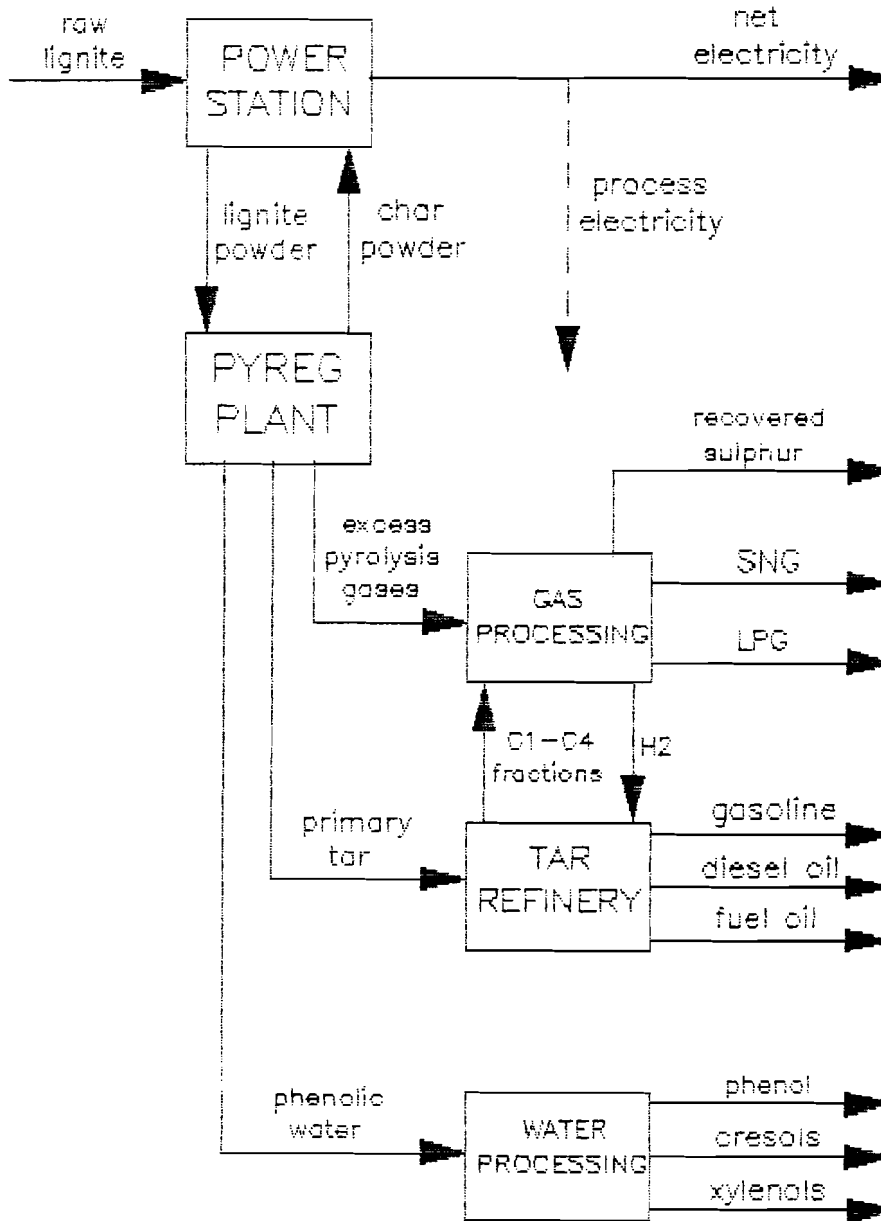 raw
lignite
POWER
STATION
net
electricity
lignite
powder
char
powder
process
electricity
PYREG
PLANT
recovered
sulphur
excess
pyrolysis
gases
GAS
PROCESSING
SNG
LPG
C1-C4
fractions
H2
primary
tar
TAR
REFINERY
gasoline
diesel oil
fuel oil
phenolic
water
WATER
PROCESSING
phenol
cresols
xylenols